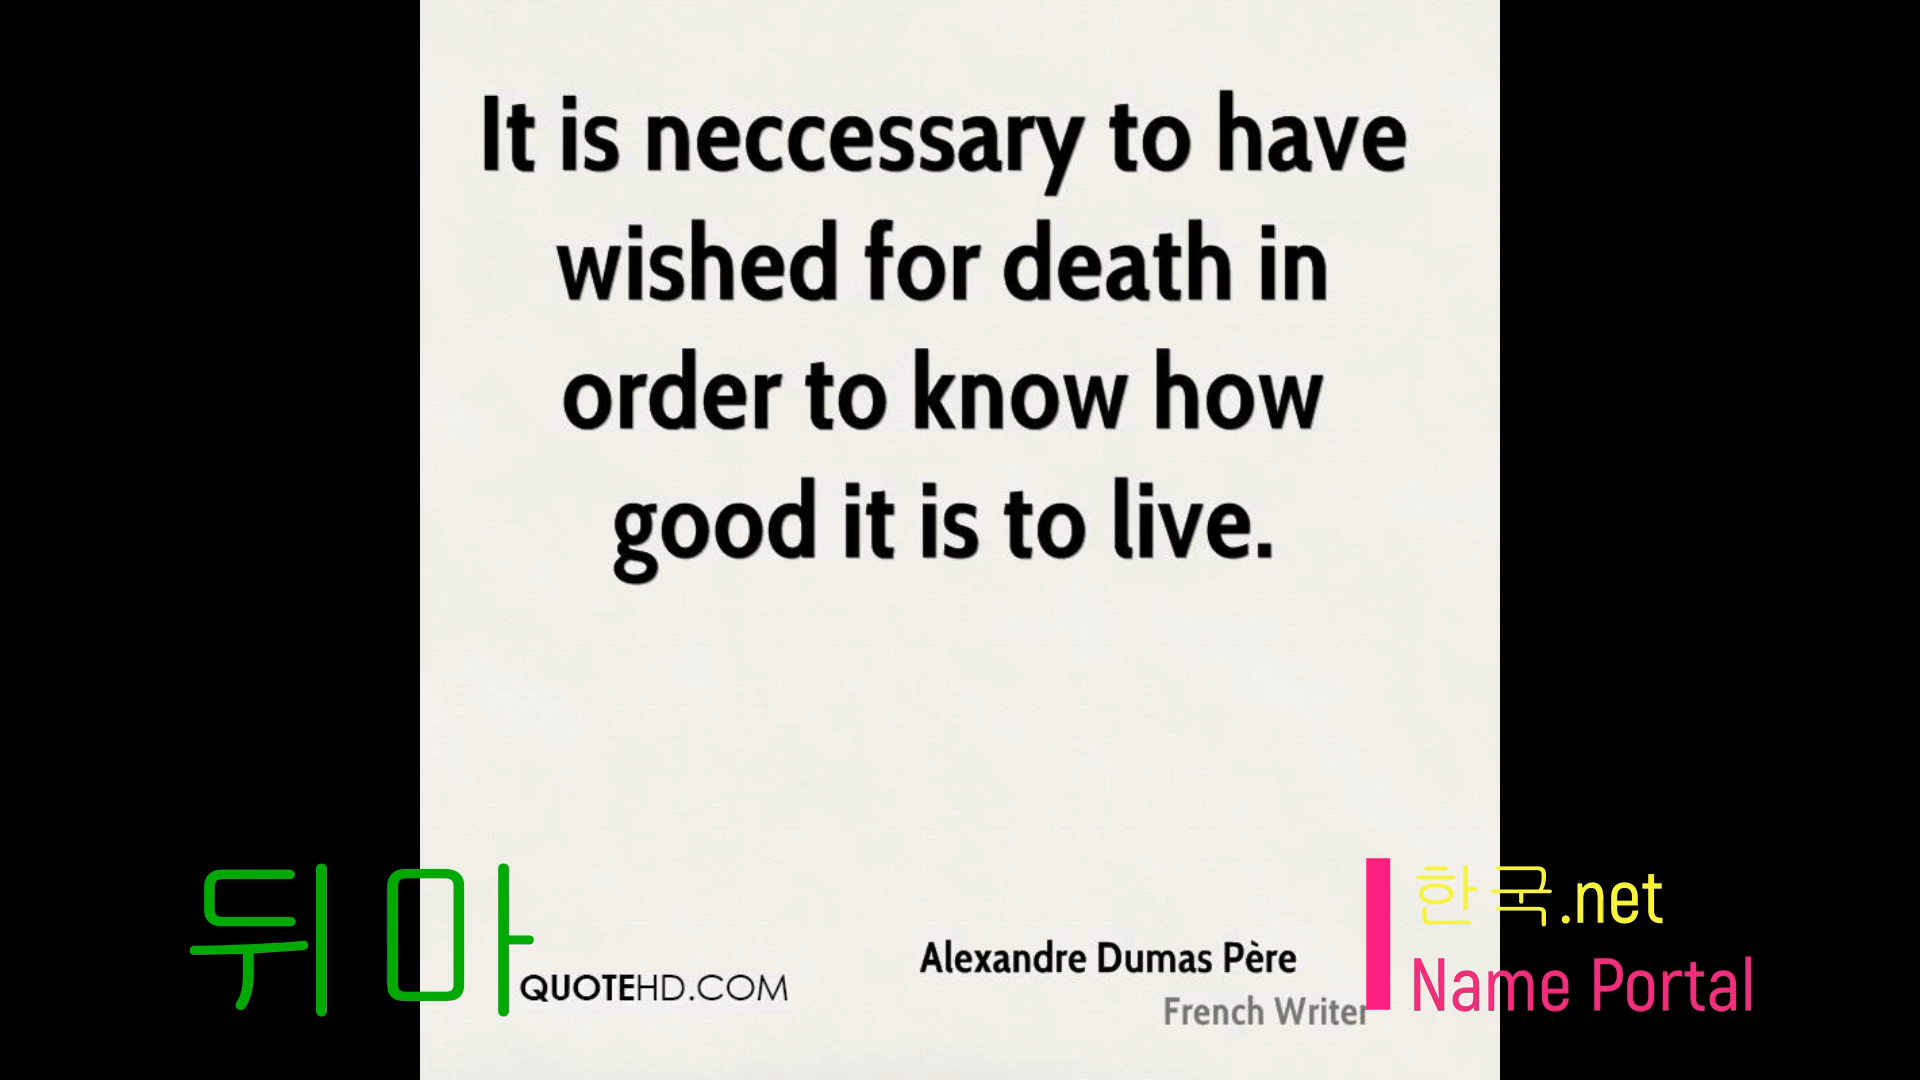 It is neccessary to have
wished for death in
order to know how
good it is to live.
뒤마
QUOTEHD.COM
Alexandre Dumas Père
French Writer
한국.net
Name Portal